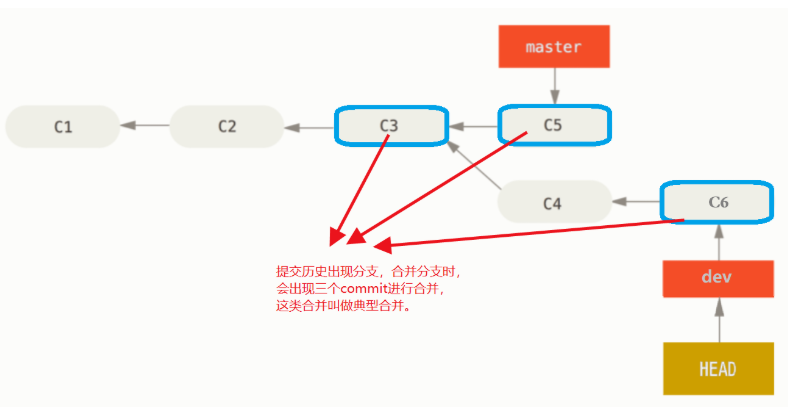 master
C1
C2
C3
C5
C4
C6
提交历史出现分支，合并分支时，
会出现三个commit进行合并，
这类合并叫做典型合并。
dev
HEAD